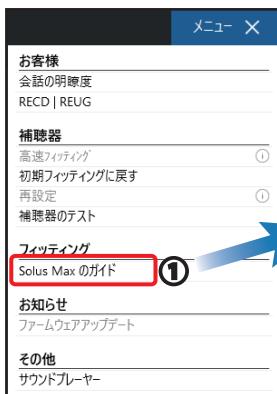 メニュー ×
お客様
会話の明瞭度
RECD | REUG
補聴器
高速フィッティング
初期フィッティングに戻す
再設定
補聴器のテスト
フィッティング
Solus Max のガイド ①
お知らせ
ファームウェアアップデート
その他
サウンドプレーヤー